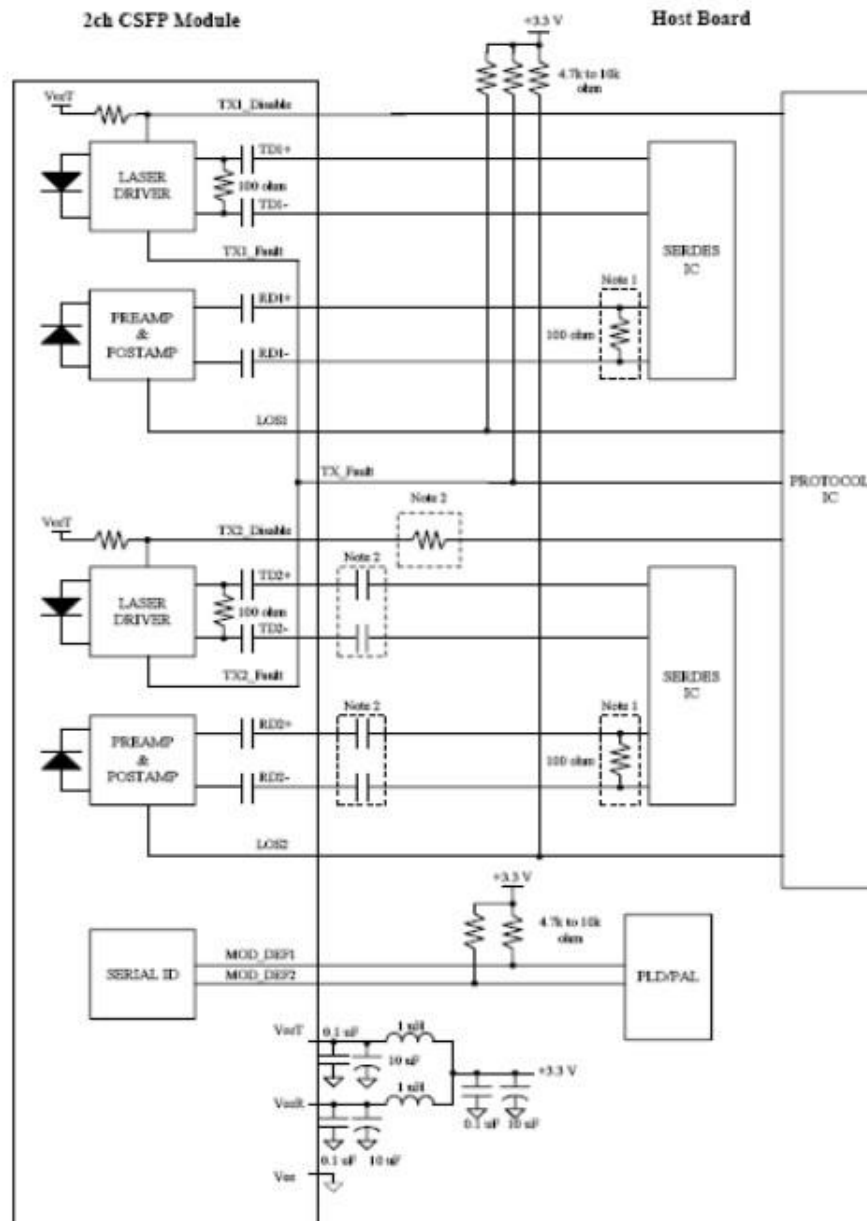 2ch CSFP Module
+3.3 V
Host Board
4.7k to 10k
ohm
VccT
TX1_Disable
LASER
DRIVER
TD1+
100 ohm
TD1-
TX1_Fault
SERDES
IC
Note 1
PREAMP
&
POSTAMP
RD1+
100 ohm
RD1-
LOS1
TX_Fault
PROTOCOL
IC
Note 2
VccT
TX2_Disable
Note 2
LASER
DRIVER
TD2+
100 ohm
TD2-
TX2_Fault
SERDES
IC
Note 2
Note 1
PREAMP
&
POSTAMP
RD2+
100 ohm
RD2-
LOS2
+3.3 V
4.7k to 10k
ohm
SERIAL ID
MOD_DEF1
MOD_DEF2
PLD/PAL
VccT
0.1 uF
1 uH
10 uF
+3.3 V
VccR
1 uH
0.1 uF
10 uF
0.1 uF
10 uF
Vee